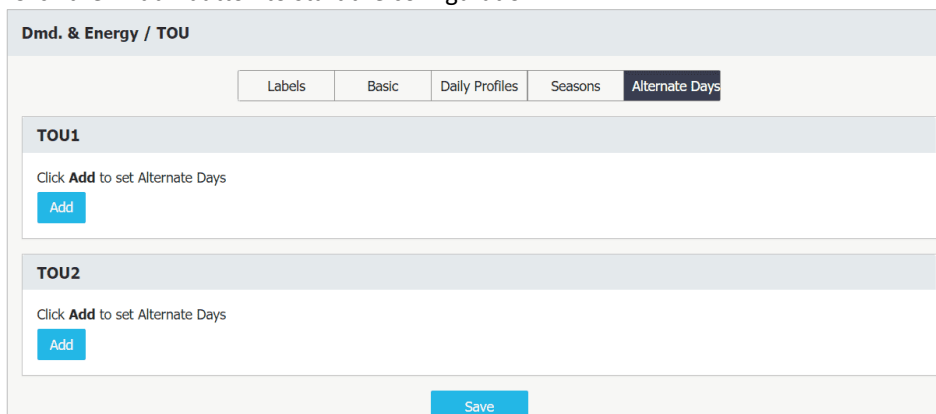 Dmd. & Energy / TOU
Labels Basic Daily Profiles Seasons Alternate Days
TOU1
Click Add to set Alternate Days
Add
TOU2
Click Add to set Alternate Days
Add
Save